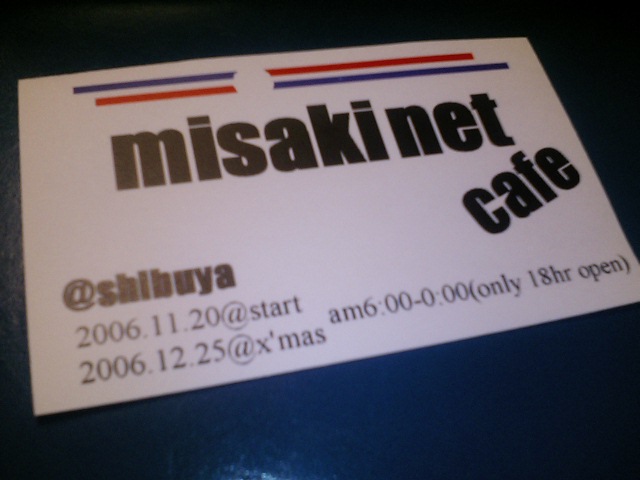 misaki net
cafe
@shibuya
2006.11.20@start
2006.12.25@x'mas
am6:00-0:00(only 18hr open)